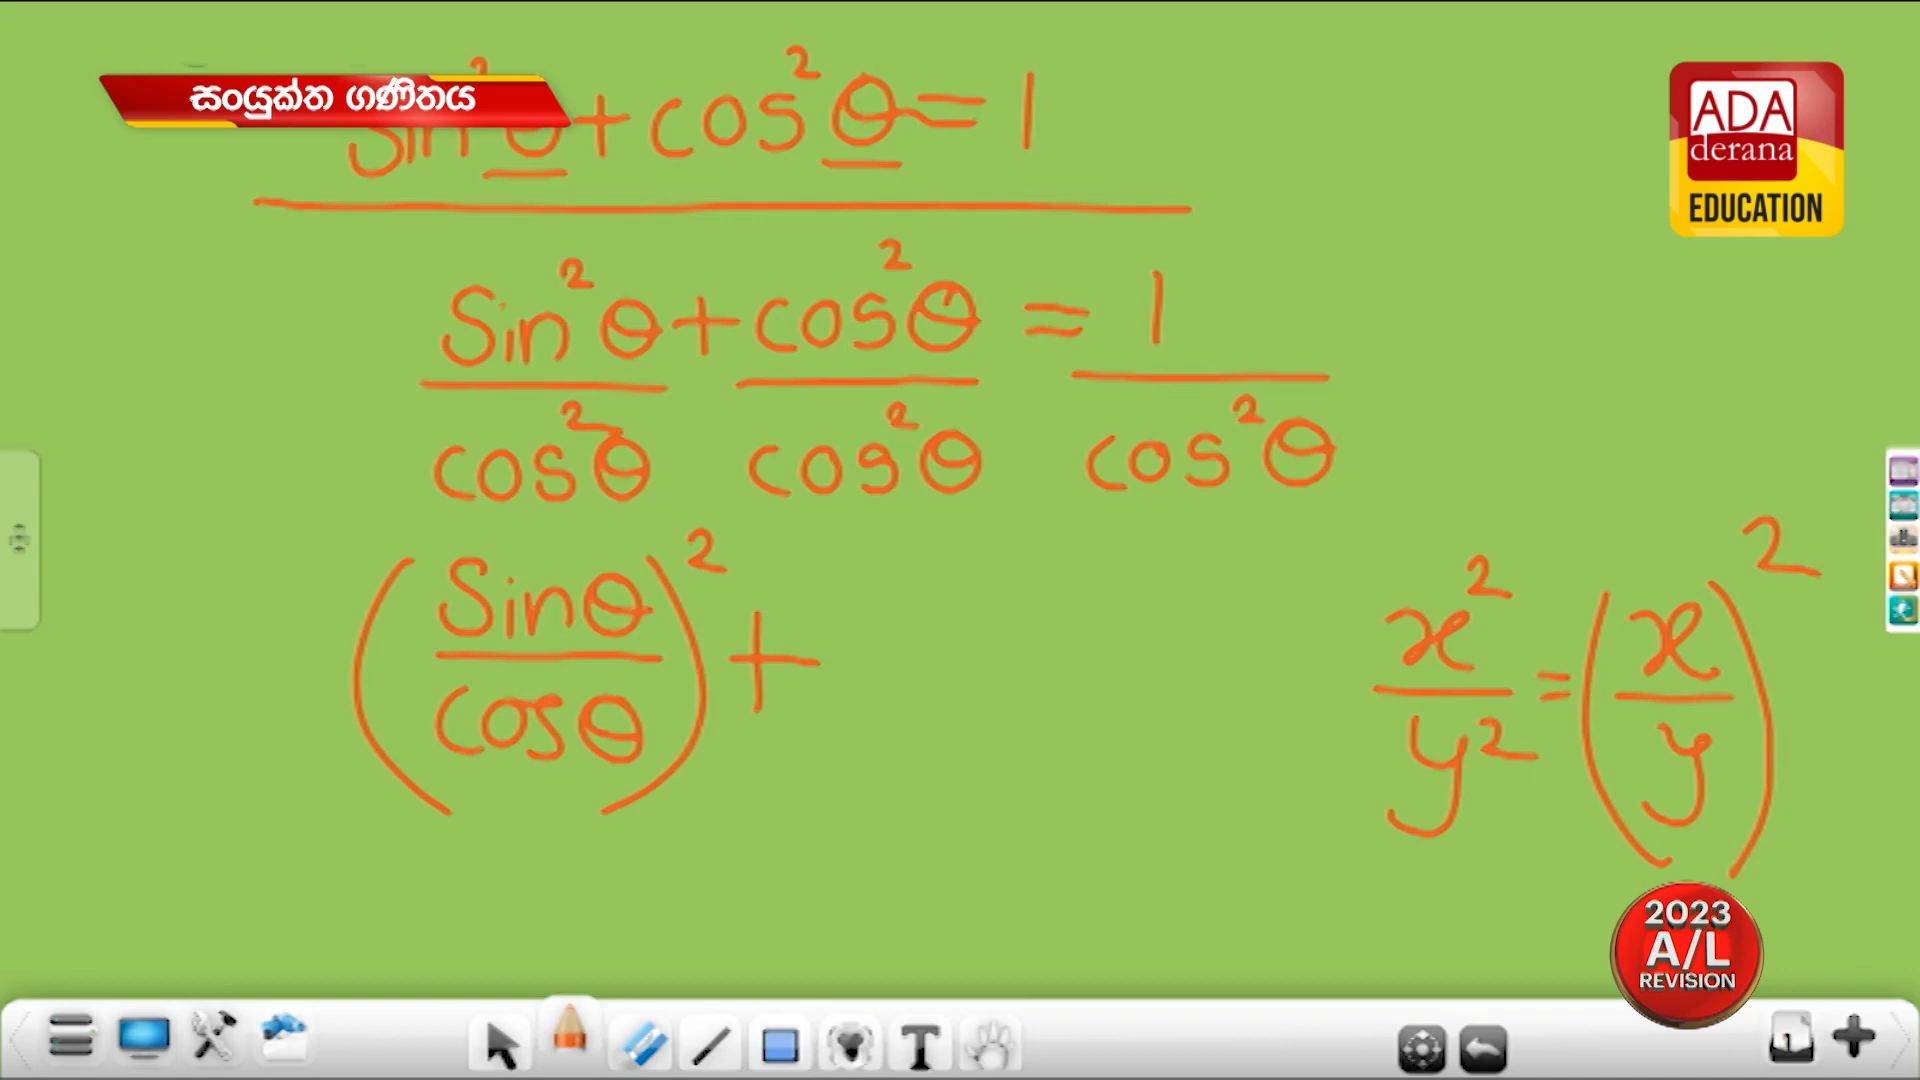 සංයුක්ත ගණිතය
sin²θ + cos²θ = 1
ADA
derana
EDUCATION
sin²θ/cos²θ + cos²θ/cos²θ = 1/cos²θ
(sinθ/cosθ)² +
x²/y² = (x/y)²
2023
A/L
REVISION
T
1